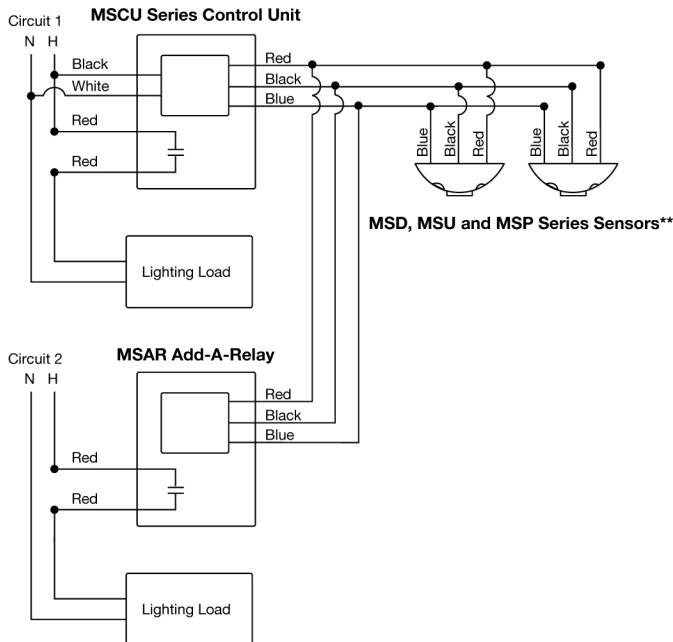 MSCU Series Control Unit
Circuit 1
N H
Black
White
Red
Red
Red
Black
Blue
Blue
Black
Red
Blue
Black
Red
MSD, MSU and MSP Series Sensors**
Lighting Load
MSAR Add-A-Relay
Circuit 2
N H
Red
Black
Blue
Red
Red
Lighting Load